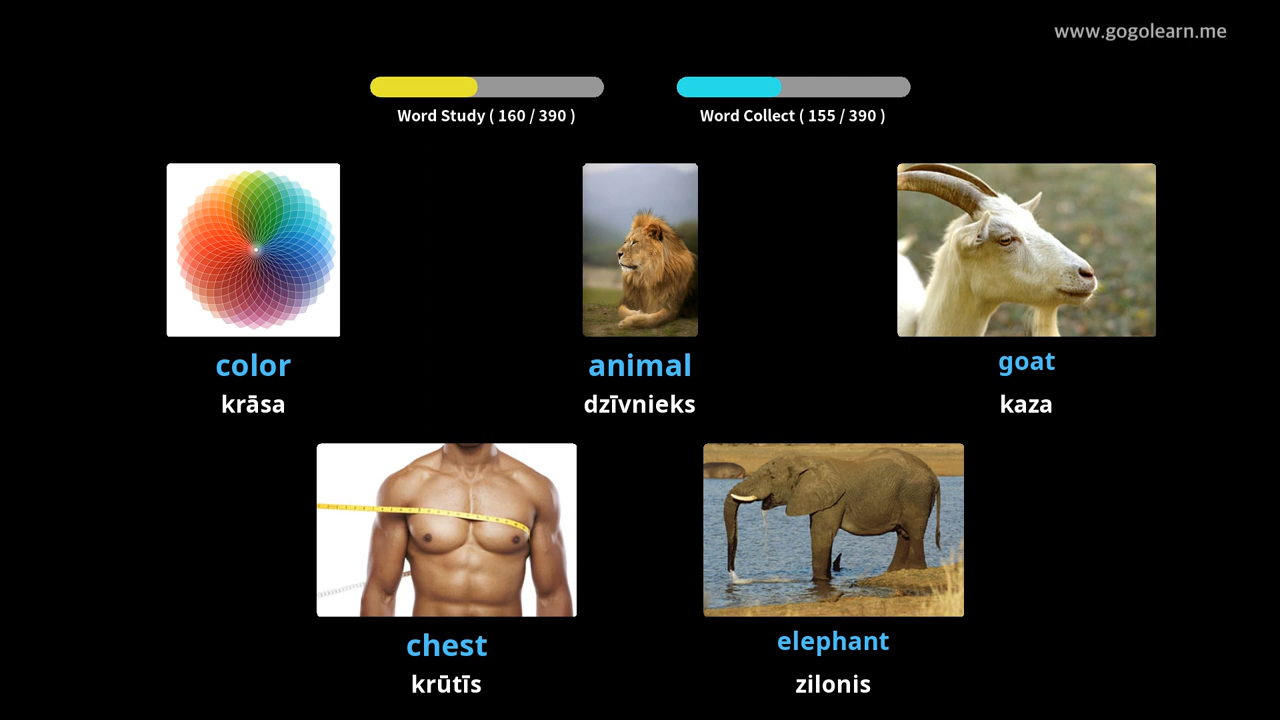 www.gogolearn.me
Word Study ( 160 / 390 )
Word Collect ( 155 / 390 )
color
krāsa
animal
dzīvnieks
goat
kaza
chest
krūtīs
elephant
zilonis